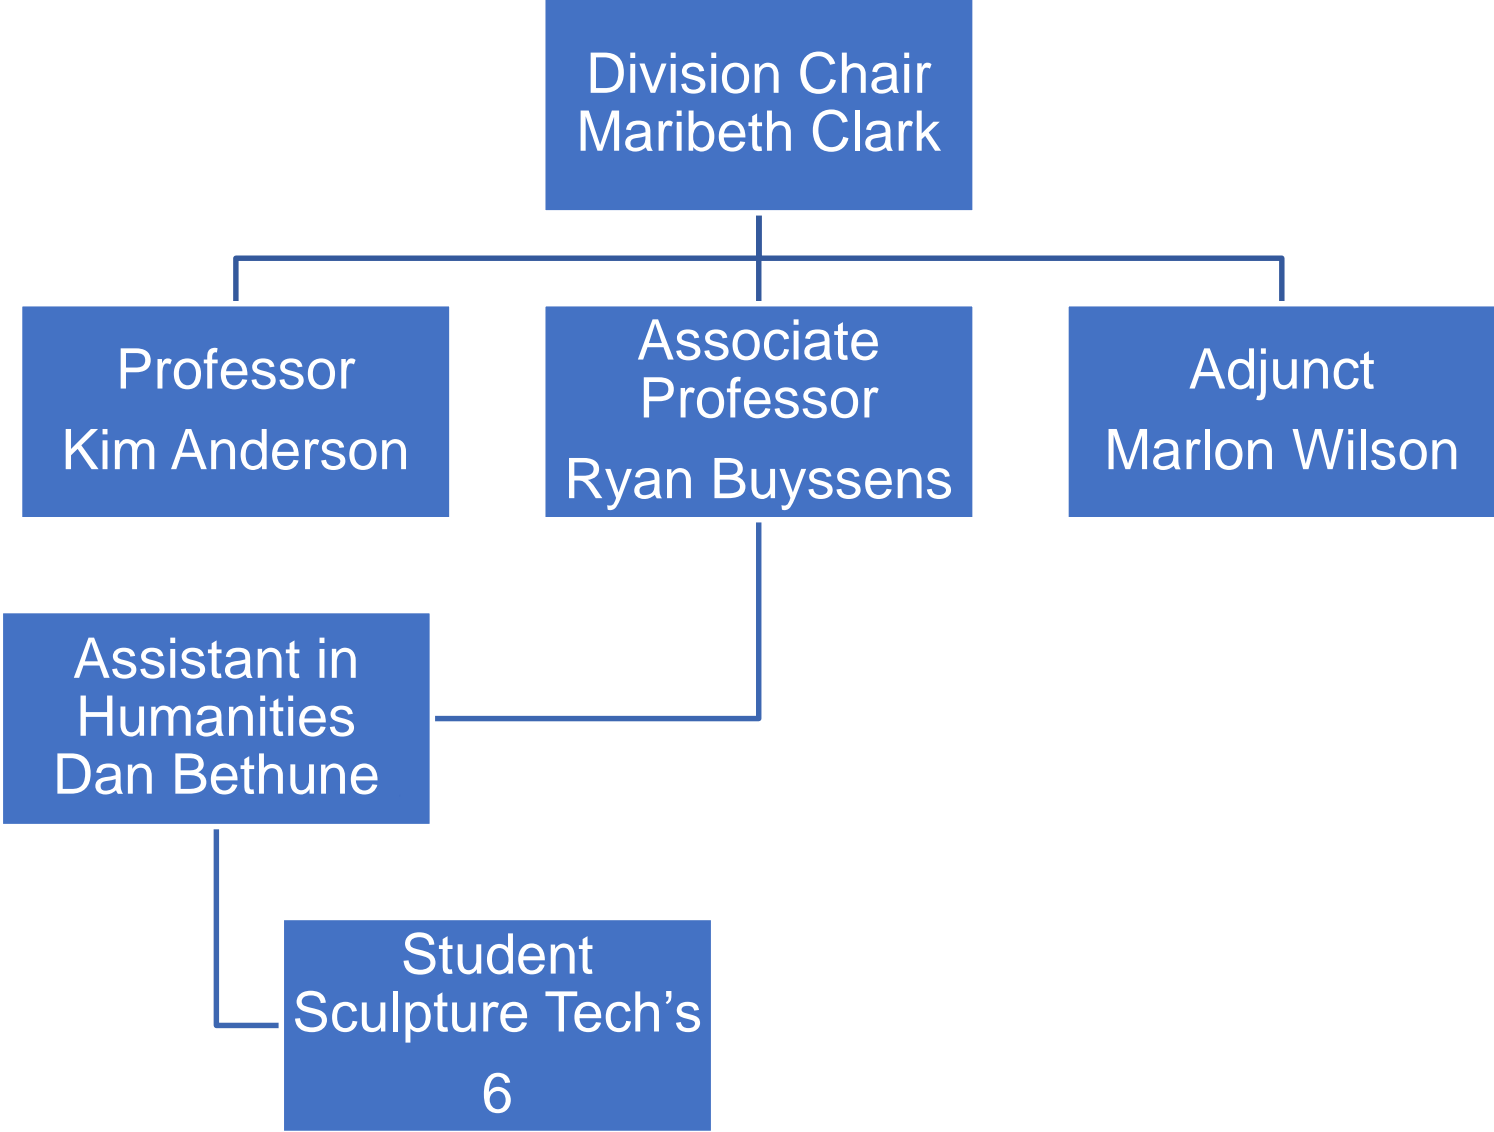 Division Chair
Maribeth Clark
Professor
Kim Anderson
Associate
Professor
Ryan Buyssens
Adjunct
Marlon Wilson
Assistant in
Humanities
Dan Bethune
Student
Sculpture Tech’s
6